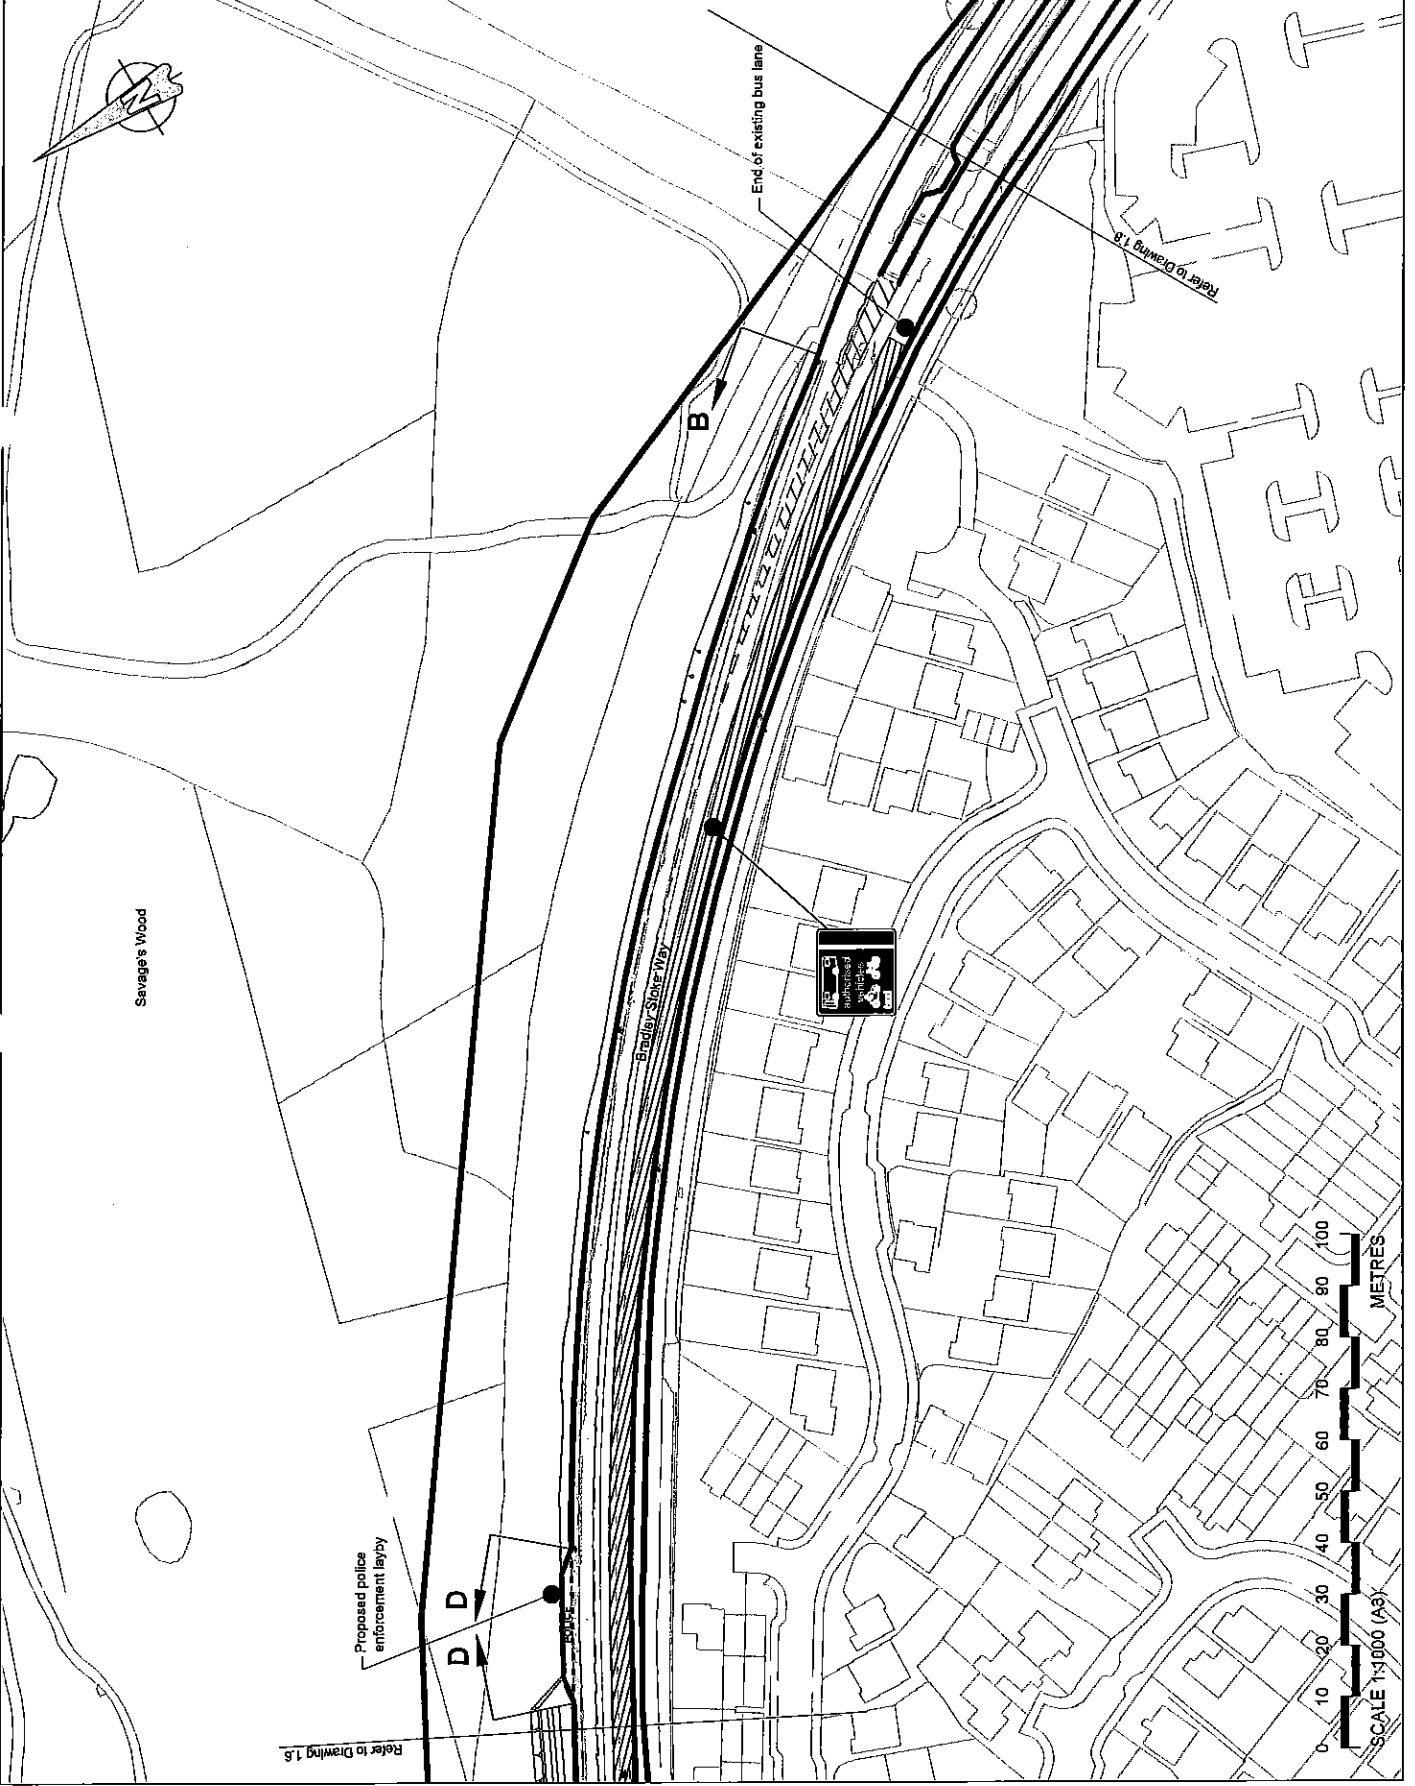 End of existing bus lane
Refer to Drawing 1.8
B
Savage's Wood
Bradley Stoke Way
authorised
vehicles
Proposed police
enforcement layby
D
D
POLICE
Refer to Drawing 1.6
N
0 10 20 30 40 50 60 70 80 90 100
SCALE 1:1000 (A3)
METRES